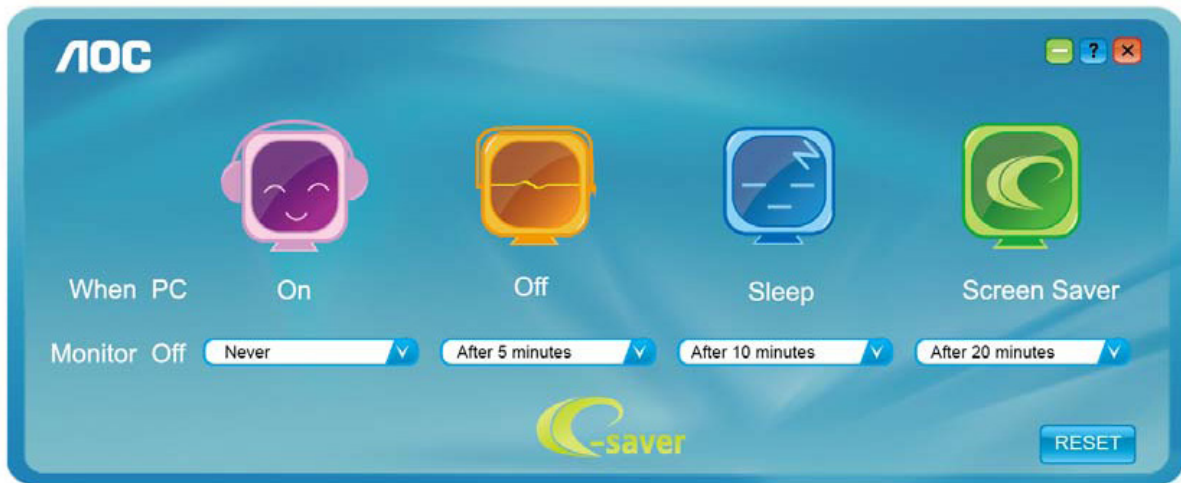 AOC
?
When PC On Off Sleep Screen Saver
Monitor Off Never After 5 minutes After 10 minutes After 20 minutes
e-saver
RESET